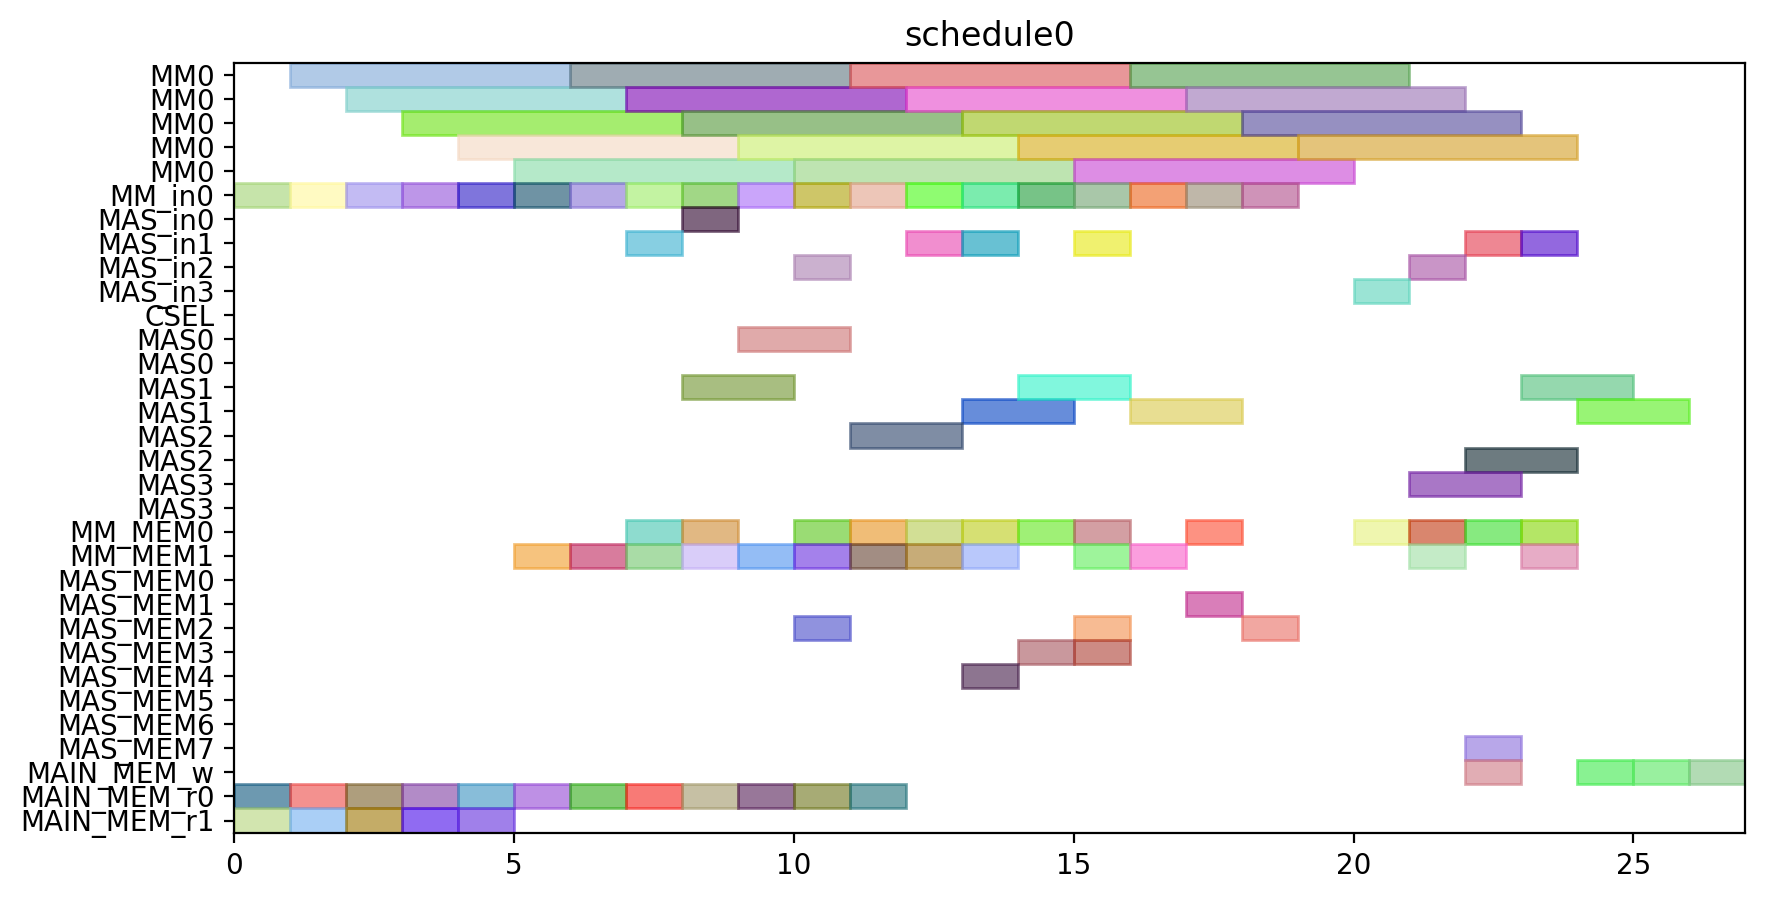 schedule0
MM0
MM0
MM0
MM0
MM0
MM_in0
MAS_in0
MAS_in1
MAS_in2
MAS_in3
CSEL
MAS0
MAS0
MAS1
MAS1
MAS2
MAS2
MAS3
MAS3
MM_MEM0
MM_MEM1
MAS_MEM0
MAS_MEM1
MAS_MEM2
MAS_MEM3
MAS_MEM4
MAS_MEM5
MAS_MEM6
MAS_MEM7
MAIN_MEM_w
MAIN_MEM_r0
MAIN_MEM_r1
0 5 10 15 20 25